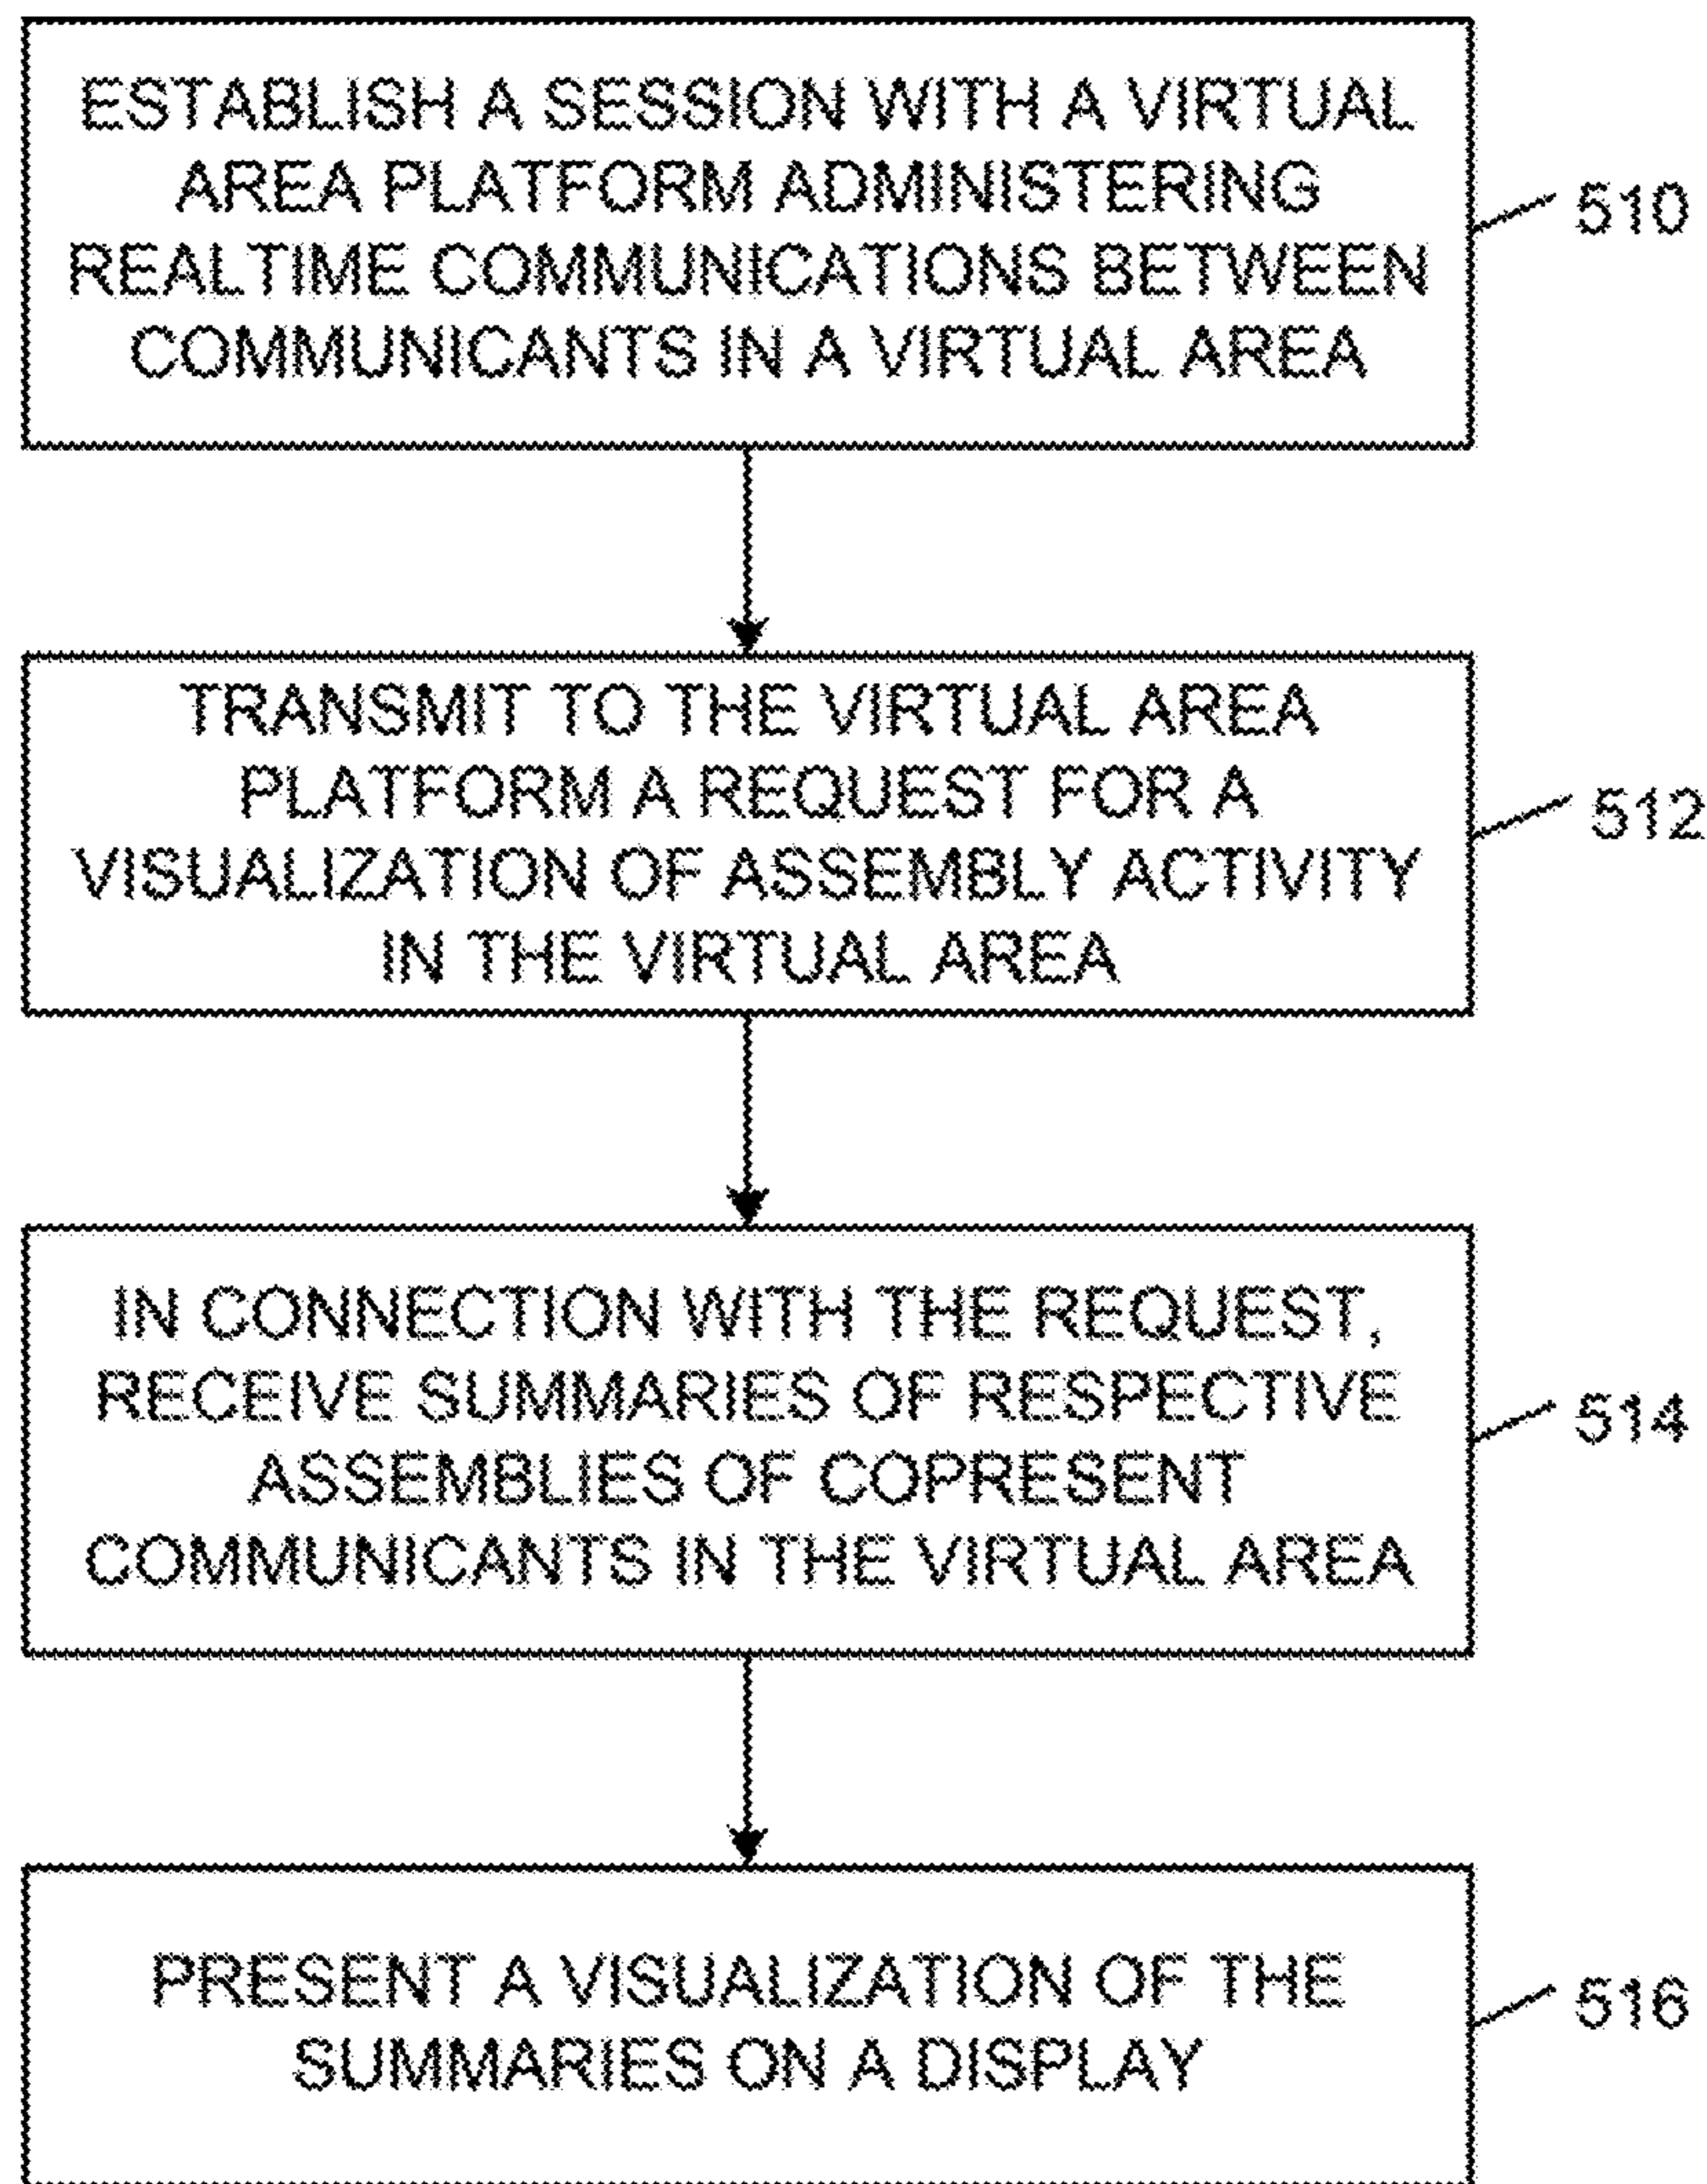 ESTABLISH A SESSION WITH A VIRTUAL
AREA PLATFORM ADMINISTERING
REALTIME COMMUNICATIONS BETWEEN
COMMUNICANTS IN A VIRTUAL AREA
510
TRANSMIT TO THE VIRTUAL AREA
PLATFORM A REQUEST FOR A
VISUALIZATION OF ASSEMBLY ACTIVITY
IN THE VIRTUAL AREA
512
IN CONNECTION WITH THE REQUEST,
RECEIVE SUMMARIES OF RESPECTIVE
ASSEMBLIES OF COPRESENT
COMMUNICANTS IN THE VIRTUAL AREA
514
PRESENT A VISUALIZATION OF THE
SUMMARIES ON A DISPLAY
516